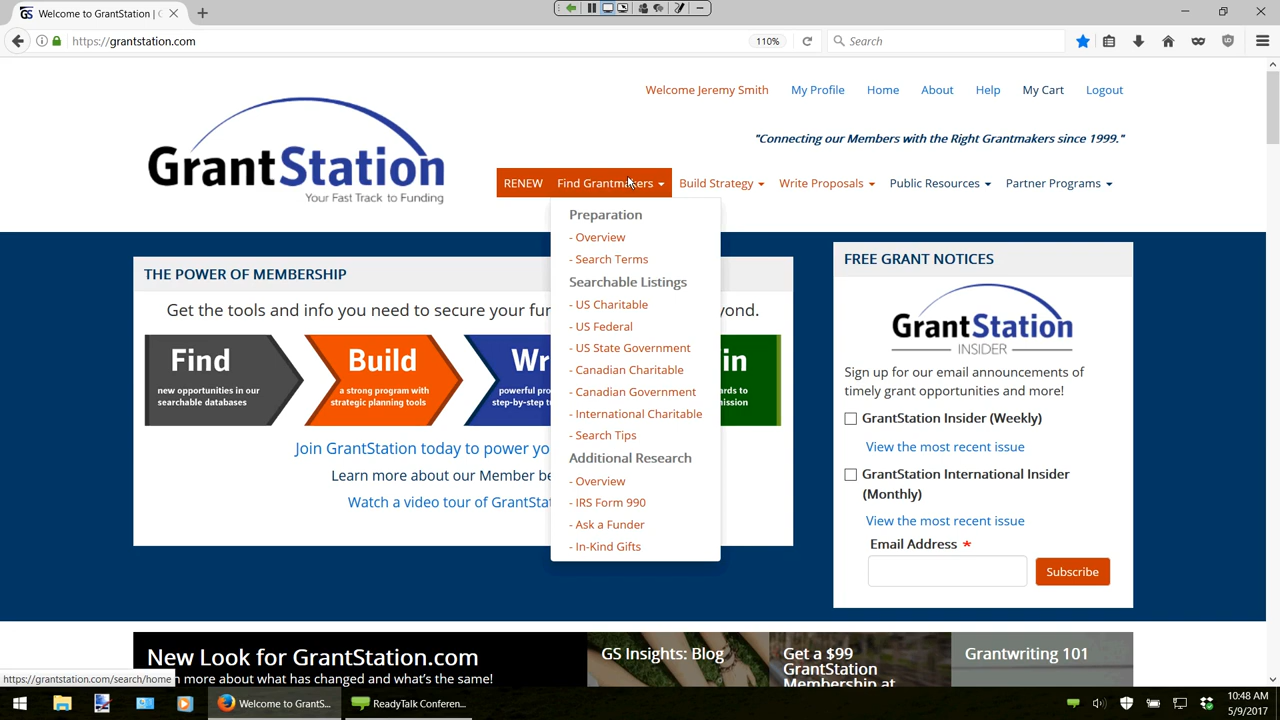 Welcome to GrantStation | G
https://grantstation.com
110%
Search
Welcome Jeremy Smith My Profile Home About Help My Cart Logout
"Connecting our Members with the Right Grantmakers since 1999."
GrantStation
Your Fast Track to Funding
RENEW Find Grantmakers Build Strategy Write Proposals Public Resources Partner Programs
Preparation
- Overview
- Search Terms
Searchable Listings
- US Charitable
- US Federal
- US State Government
- Canadian Charitable
- Canadian Government
- International Charitable
- Search Tips
Additional Research
- Overview
- IRS Form 990
- Ask a Funder
- In-Kind Gifts
THE POWER OF MEMBERSHIP
Get the tools and info you need to secure your fun yond.
Find
new opportunities in our
searchable databases
Build
a strong program with
strategic planning tools
Wr
powerful pro
step-by-step t
in
rds to
mission
Join GrantStation today to power yo
Learn more about our Member be
Watch a video tour of GrantStat
FREE GRANT NOTICES
GrantStation
INSIDER
Sign up for our email announcements of
timely grant opportunities and more!
GrantStation Insider (Weekly)
View the most recent issue
GrantStation International Insider
(Monthly)
View the most recent issue
Email Address *
Subscribe
New Look for GrantStation.com
rn more about what has changed and what's the same!
GS Insights: Blog
Get a $99
GrantStation
Membership at
Grantwriting 101
https://grantstation.com/search/home
Welcome to GrantS...
ReadyTalk Conferen...
10:48 AM
5/9/2017